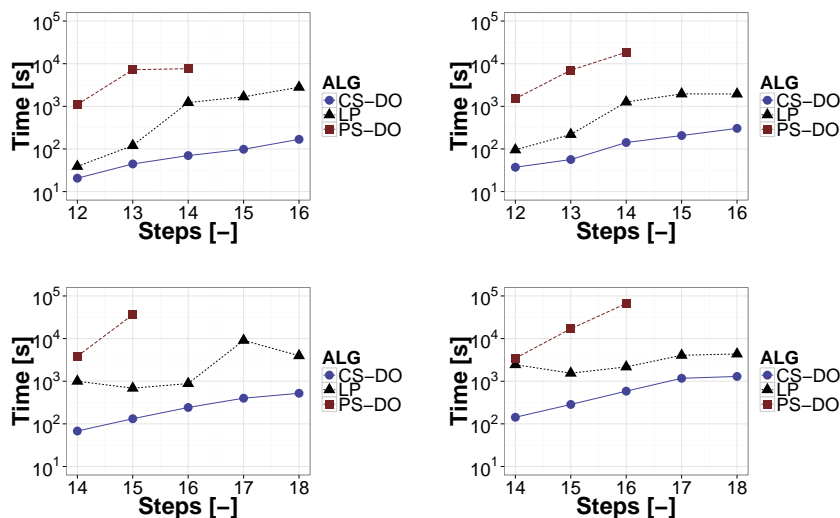 Time [s]
10^5
10^4
10^3
10^2
10^1
12 13 14 15 16
Steps [–]
ALG
CS–DO
LP
PS–DO
Time [s]
10^5
10^4
10^3
10^2
10^1
12 13 14 15 16
Steps [–]
ALG
CS–DO
LP
PS–DO
Time [s]
10^5
10^4
10^3
10^2
10^1
14 15 16 17 18
Steps [–]
ALG
CS–DO
LP
PS–DO
Time [s]
10^5
10^4
10^3
10^2
10^1
14 15 16 17 18
Steps [–]
ALG
CS–DO
LP
PS–DO